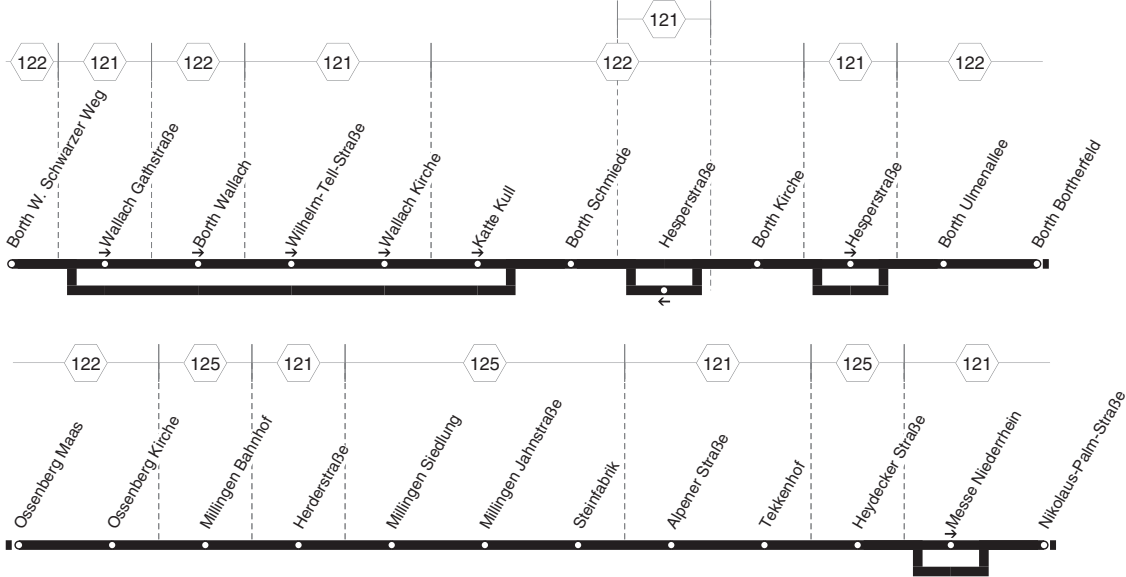 121
122 121 122 121 122 121 122
Borth W. Schwarzer Weg
Wallach Gathstraße
Borth Wallach
Wilhelm-Tell-Straße
Wallach Kirche
Katte Kull
Borth Schmiede
Hesperstraße
Borth Kirche
Hesperstraße
Borth Ulmenallee
Borth Bortherfeld
122 125 121 125 121 125 121
Ossenberg Maas
Ossenberg Kirche
Millingen Bahnhof
Herderstraße
Millingen Siedlung
Millingen Jahnstraße
Steinfabrik
Alpener Straße
Tekkenhof
Heydecker Straße
Messe Niederrhein
Nikolaus-Palm-Straße